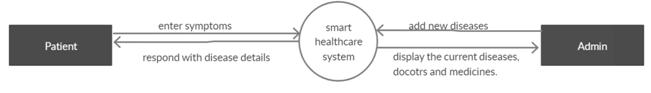 enter symptoms
Patient
respond with disease details
smart
healthcare
system
add new diseases
display the current diseases,
docotrs and medicines.
Admin